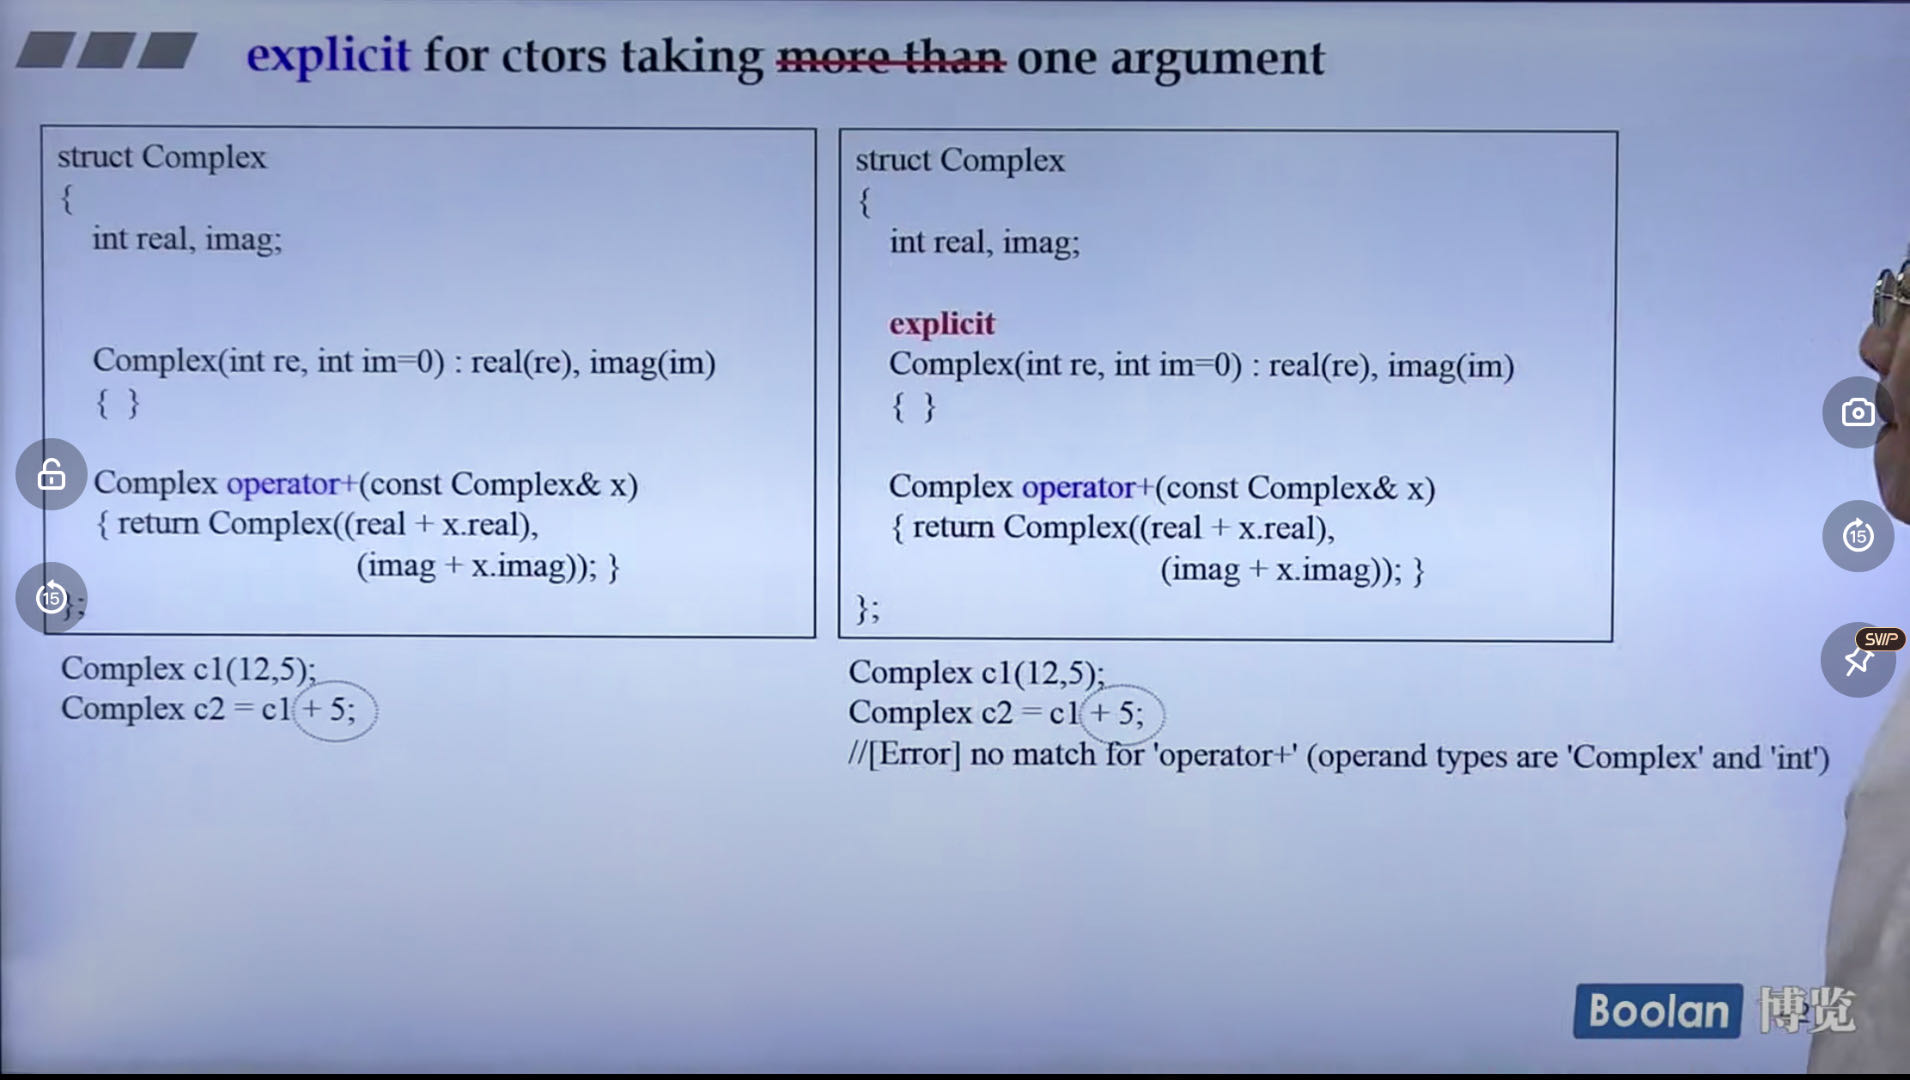 explicit for ctors taking more than one argument
struct Complex
{
int real, imag;
Complex(int re, int im=0) : real(re), imag(im)
{ }
Complex operator+(const Complex& x)
{ return Complex((real + x.real),
(imag + x.imag)); }
};
Complex c1(12,5);
Complex c2 = c1 + 5;
struct Complex
{
int real, imag;
explicit
Complex(int re, int im=0) : real(re), imag(im)
{ }
Complex operator+(const Complex& x)
{ return Complex((real + x.real),
(imag + x.imag)); }
};
Complex c1(12,5);
Complex c2 = c1 + 5;
//[Error] no match for 'operator+' (operand types are 'Complex' and 'int')
15
15
SVIP
Boolan 博览